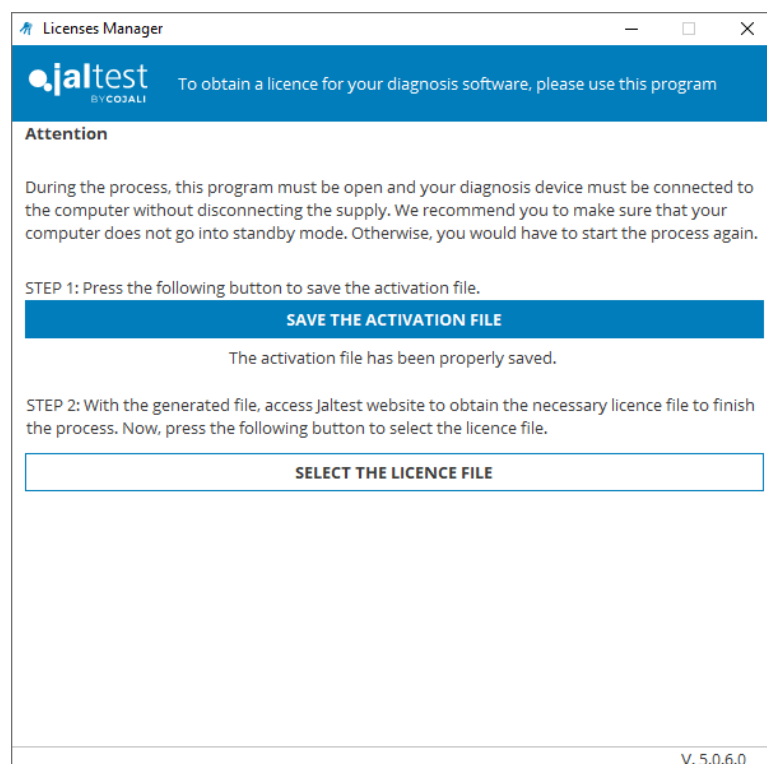 Licenses Manager
jaltest
BY COJALI
To obtain a licence for your diagnosis software, please use this program
Attention
During the process, this program must be open and your diagnosis device must be connected to
the computer without disconnecting the supply. We recommend you to make sure that your
computer does not go into standby mode. Otherwise, you would have to start the process again.
STEP 1: Press the following button to save the activation file.
SAVE THE ACTIVATION FILE
The activation file has been properly saved.
STEP 2: With the generated file, access Jaltest website to obtain the necessary licence file to finish
the process. Now, press the following button to select the licence file.
SELECT THE LICENCE FILE
V. 5.0.6.0